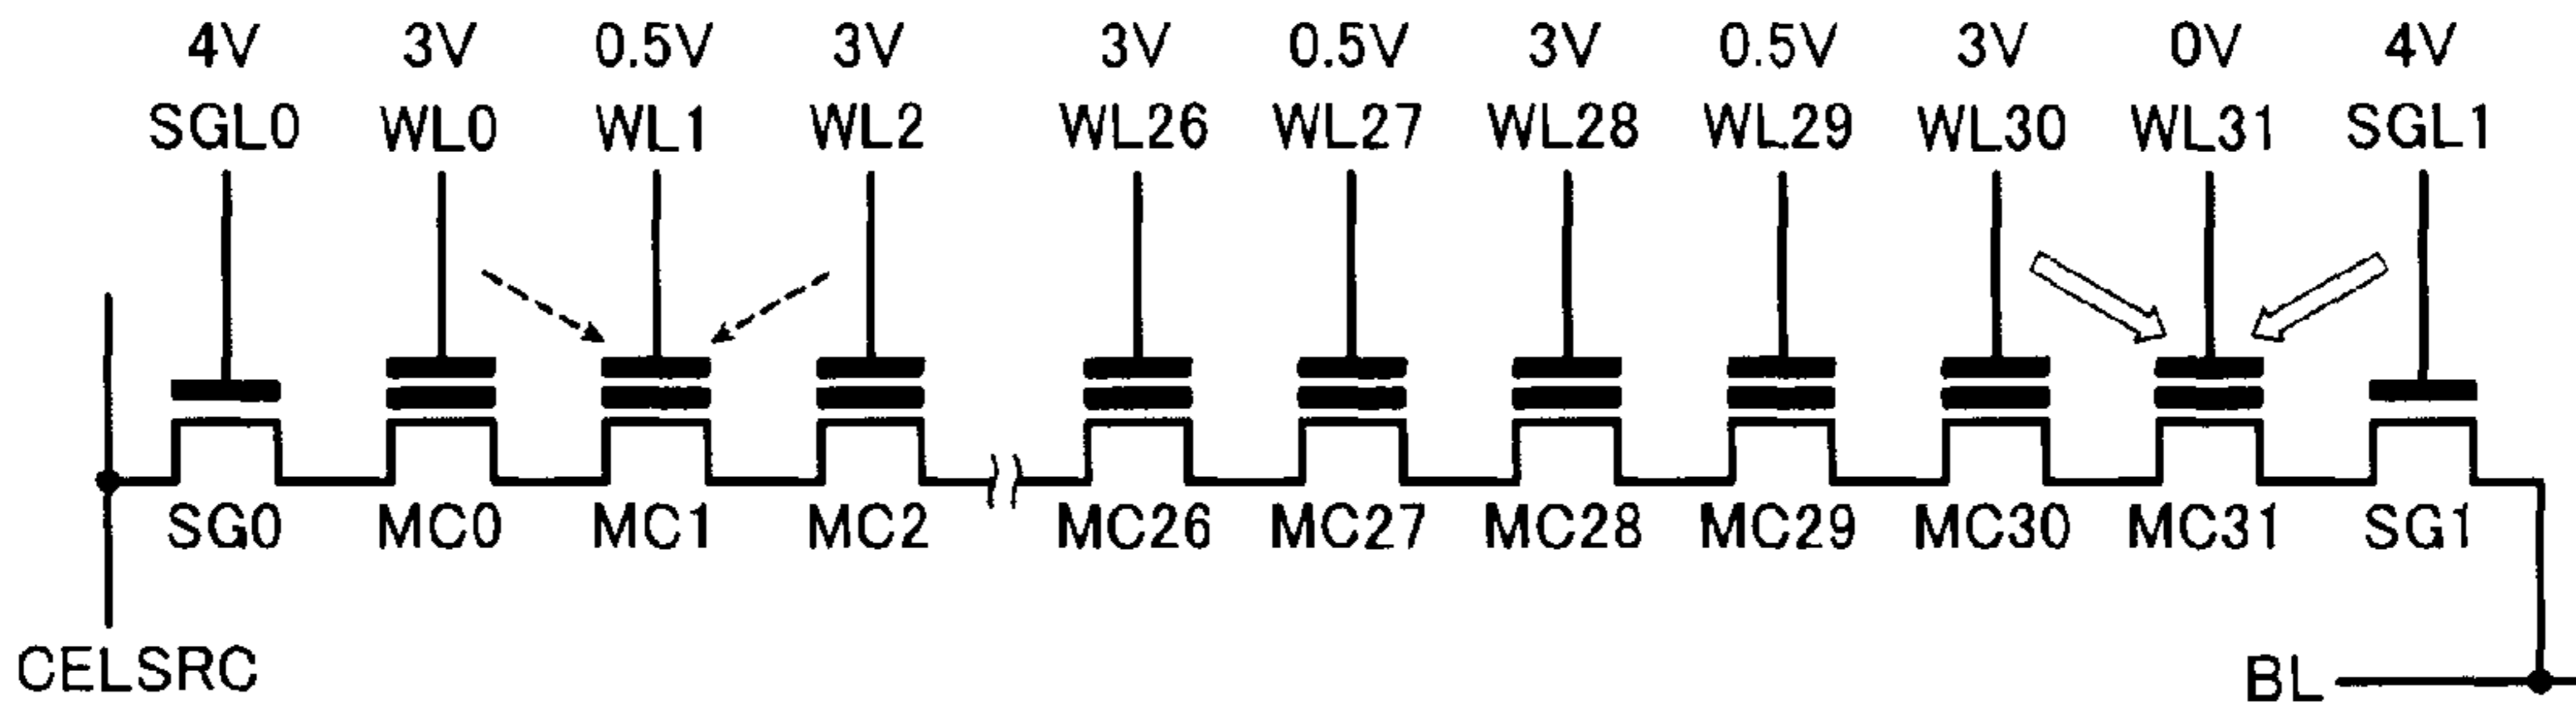 4V 3V 0.5V 3V 3V 0.5V 3V 0.5V 3V 0V 4V
SGL0 WL0 WL1 WL2 WL26 WL27 WL28 WL29 WL30 WL31 SGL1
SG0 MC0 MC1 MC2 MC26 MC27 MC28 MC29 MC30 MC31 SG1
CELSRC BL